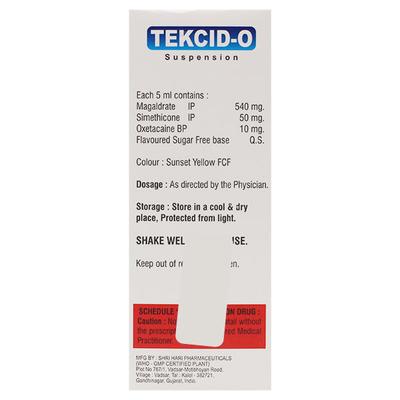 TEKCID-O
Suspension
Each 5 ml contains :
Magaldrate IP 540 mg.
Simethicone IP 50 mg.
Oxetacaine BP 10 mg.
Flavoured Sugar Free base Q.S.
Colour : Sunset Yellow FCF
Dosage : As directed by the Physician.
Storage : Store in a cool & dry
place, Protected from light.
SHAKE WEL
Keep out of
SCHEDULE DRUG :
Caution : without
the Medical
Practitioner.
MFG BY : SHRI HARI PHARMACEUTICALS
(WHO - GMP CERTIFIED PLANT)
Plot No 767/1, Vadsar-Motibhoyan Road,
Village : Vadsar, Tal : Kalol - 382721,
Gandhinagar, Gujarat, India.